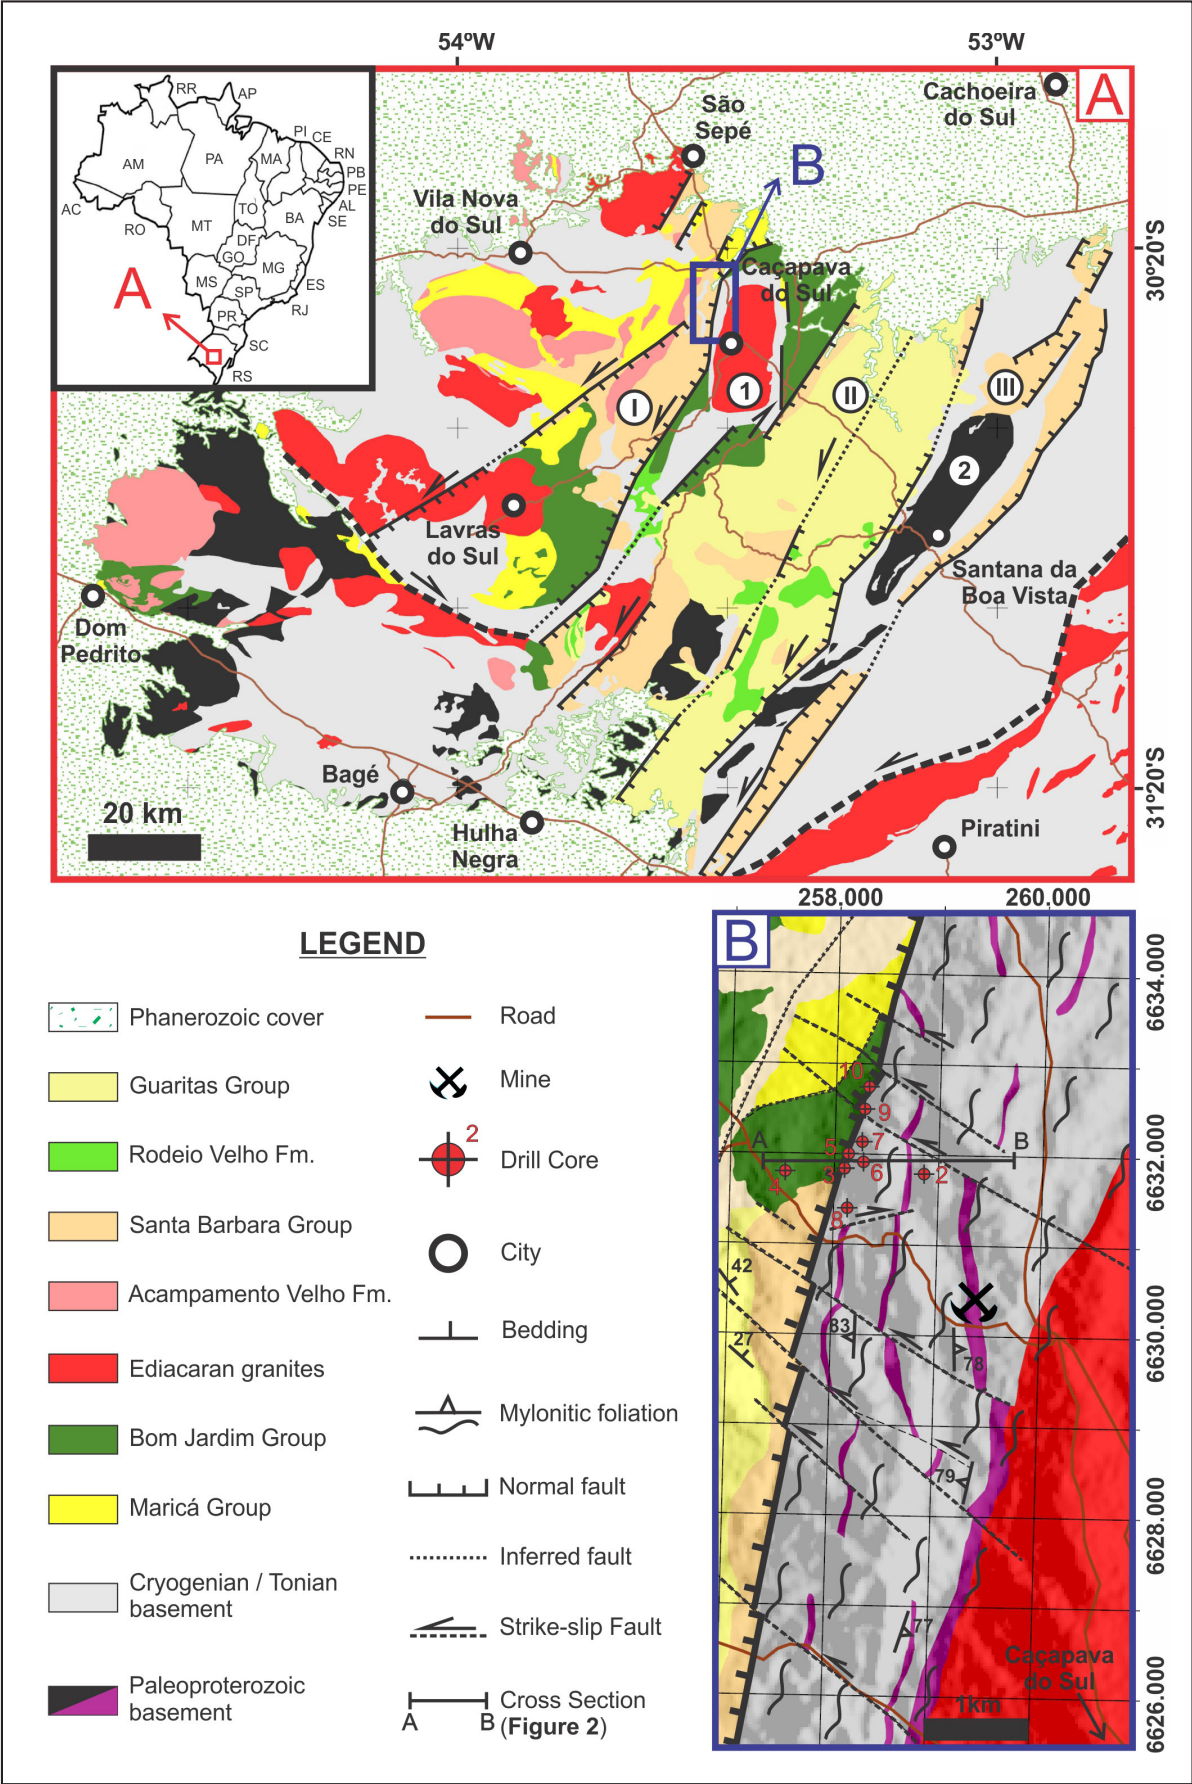 54ºW
53ºW
A
RR
AP
AM
PA
MA
PI
CE
RN
PB
PE
AL
SE
AC
RO
MT
TO
BA
DF
GO
MG
MS
SP
ES
RJ
PR
SC
RS
A
São
Sepé
Cachoeira
do Sul
B
Vila Nova
do Sul
Caçapava
do Sul
30º20'S
I
1
II
III
2
Lavras
do Sul
Santana da
Boa Vista
Dom
Pedrito
Bagé
Hulha
Negra
Piratini
31º20'S
20 km
LEGEND
Phanerozoic cover
Guaritas Group
Rodeio Velho Fm.
Santa Barbara Group
Acampamento Velho Fm.
Ediacaran granites
Bom Jardim Group
Maricá Group
Cryogenian / Tonian
basement
Paleoproterozoic
basement
Road
Mine
2
Drill Core
City
Bedding
Mylonitic foliation
Normal fault
Inferred fault
Strike-slip Fault
A
B
Cross Section
(Figure 2)
258.000
260.000
B
6634.000
6632.000
6630.000
6628.000
6626.000
10
9
7
5
A
B
3
6
2
4
8
42
27
83
78
79
77
Caçapava
do Sul
1km